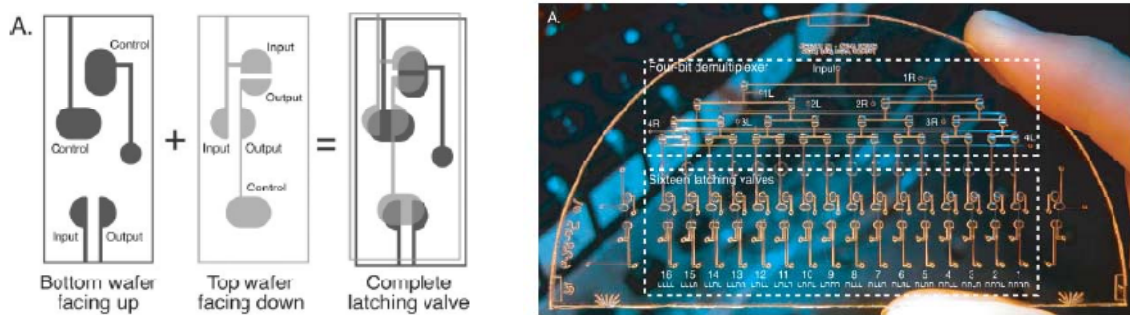 A.
Control
Control
Input
Output
+
Input
Output
Input
Output
Control
=
Bottom wafer
facing up
Top wafer
facing down
Complete
latching valve
A.
Four-bit demultiplexer
Input
1R
1L
2L
2R
4R
3L
3R
4L
Sixteen latching valves
16 15 14 13 12 11 10 9 8 7 6 5 4 3 2 1